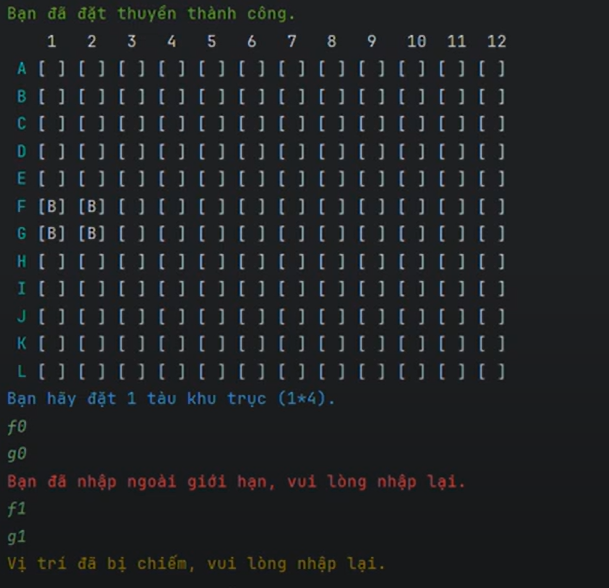 Bạn đã đặt thuyền thành công.
1 2 3 4 5 6 7 8 9 10 11 12
A [ ] [ ] [ ] [ ] [ ] [ ] [ ] [ ] [ ] [ ] [ ] [ ]
B [ ] [ ] [ ] [ ] [ ] [ ] [ ] [ ] [ ] [ ] [ ] [ ]
C [ ] [ ] [ ] [ ] [ ] [ ] [ ] [ ] [ ] [ ] [ ] [ ]
D [ ] [ ] [ ] [ ] [ ] [ ] [ ] [ ] [ ] [ ] [ ] [ ]
E [ ] [ ] [ ] [ ] [ ] [ ] [ ] [ ] [ ] [ ] [ ] [ ]
F [B] [B] [ ] [ ] [ ] [ ] [ ] [ ] [ ] [ ] [ ] [ ]
G [B] [B] [ ] [ ] [ ] [ ] [ ] [ ] [ ] [ ] [ ] [ ]
H [ ] [ ] [ ] [ ] [ ] [ ] [ ] [ ] [ ] [ ] [ ] [ ]
I [ ] [ ] [ ] [ ] [ ] [ ] [ ] [ ] [ ] [ ] [ ] [ ]
J [ ] [ ] [ ] [ ] [ ] [ ] [ ] [ ] [ ] [ ] [ ] [ ]
K [ ] [ ] [ ] [ ] [ ] [ ] [ ] [ ] [ ] [ ] [ ] [ ]
L [ ] [ ] [ ] [ ] [ ] [ ] [ ] [ ] [ ] [ ] [ ] [ ]
Bạn hãy đặt 1 tàu khu trục (1*4).
f0
g0
Bạn đã nhập ngoài giới hạn, vui lòng nhập lại.
f1
g1
Vị trí đã bị chiếm, vui lòng nhập lại.